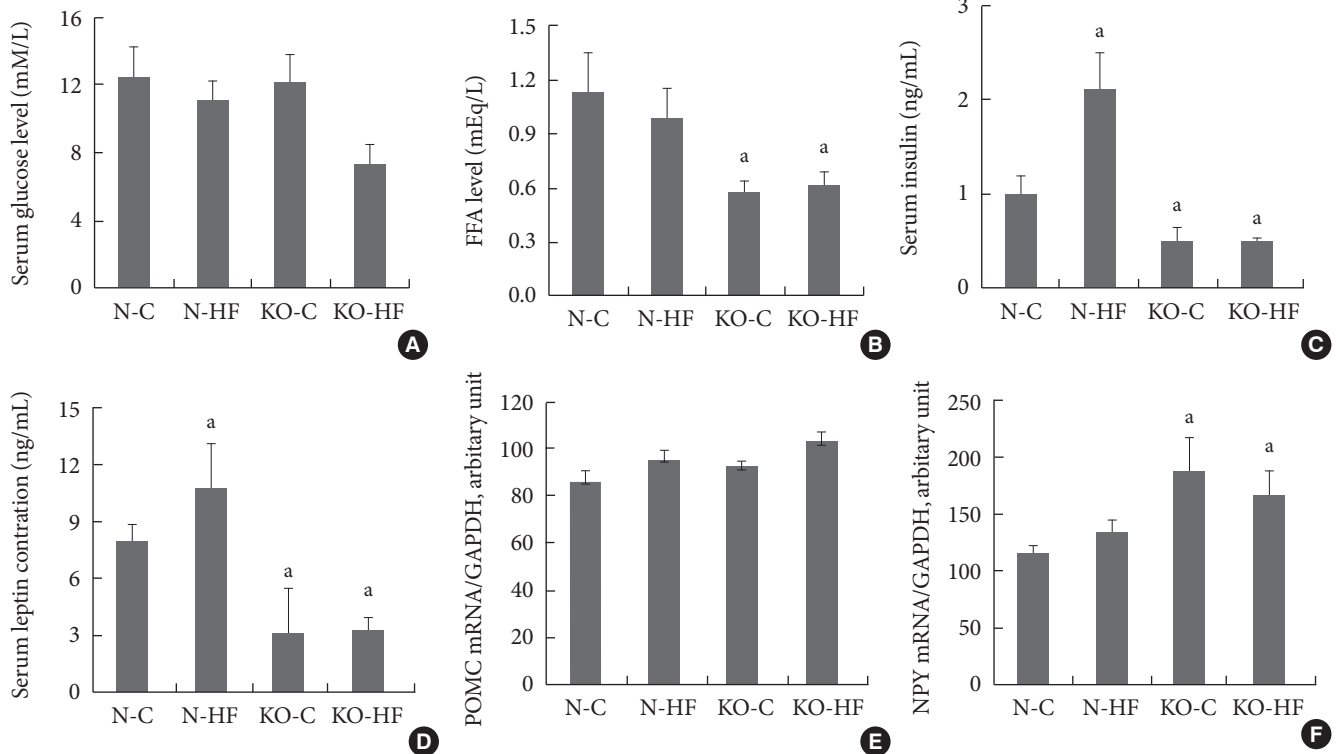 Serum glucose level (mM/L)
16
12
8
4
0
N-C N-HF KO-C KO-HF
A
FFA level (mEq/L)
1.5
1.2
0.9
0.6
0.3
0.0
a
a
N-C N-HF KO-C KO-HF
B
Serum insulin (ng/mL)
3
2
1
0
a
a
a
N-C N-HF KO-C KO-HF
C
Serum leptin contration (ng/mL)
15
12
9
6
3
0
a
a
a
N-C N-HF KO-C KO-HF
D
POMC mRNA/GAPDH, arbitary unit
120
100
80
60
40
20
0
N-C N-HF KO-C KO-HF
E
NPY mRNA/GAPDH, arbitary unit
250
200
150
100
50
0
a
a
N-C N-HF KO-C KO-HF
F